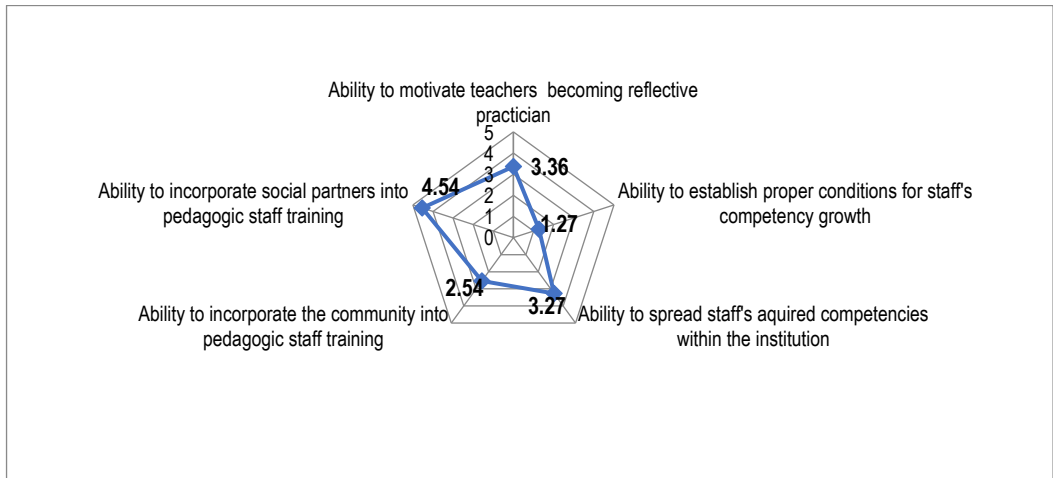 Ability to motivate teachers becoming reflective
practician
5
4
3
2
1
0
3.36
Ability to establish proper conditions for staff's
competency growth
1.27
Ability to spread staff's aquired competencies
within the institution
3.27
Ability to incorporate the community into
pedagogic staff training
2.54
Ability to incorporate social partners into
pedagogic staff training
4.54